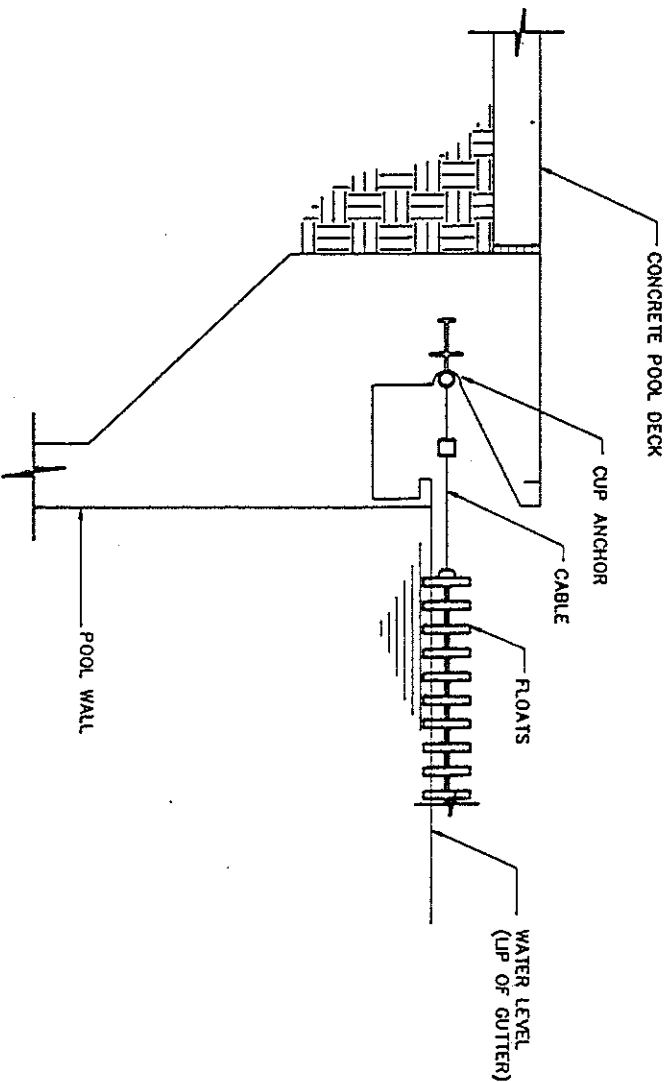 CONCRETE POOL DECK
CUP ANCHOR
CABLE
FLOATS
WATER LEVEL
(LIP OF GUTTER)
POOL WALL